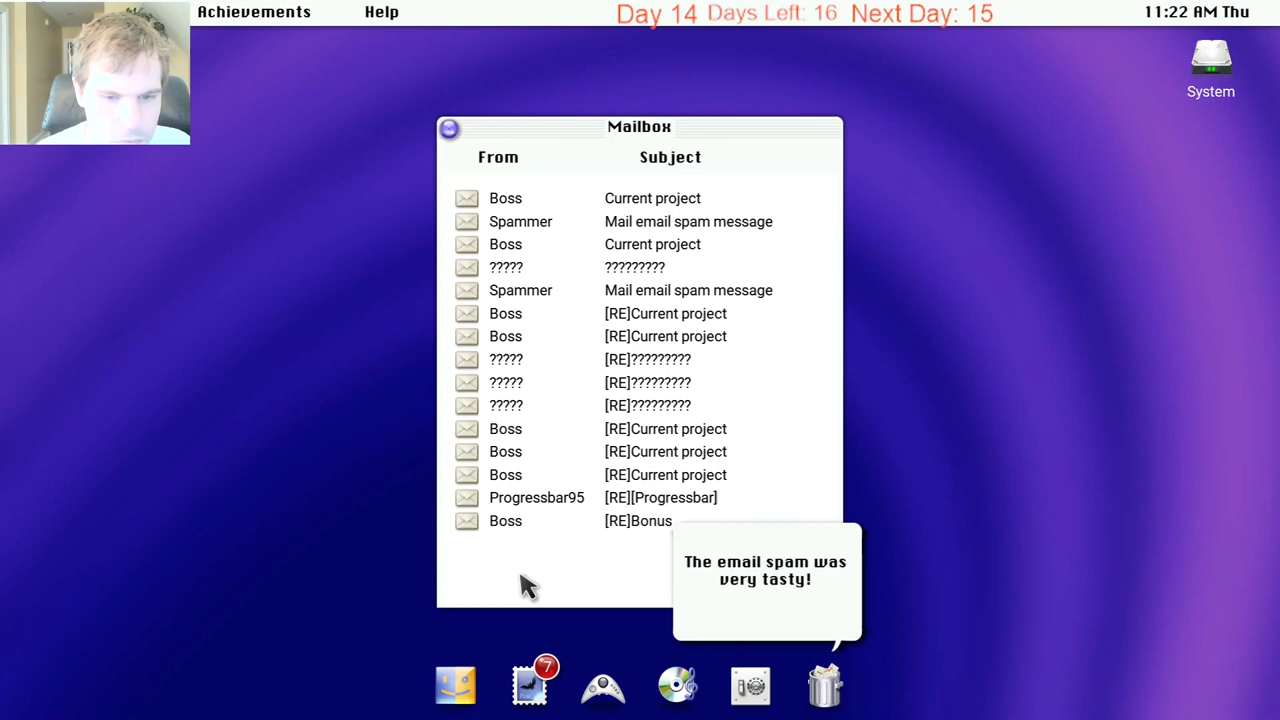 Achievements Help Day 14 Days Left: 16 Next Day: 15 11:22 AM Thu
System
Mailbox
From Subject
Boss Current project
Spammer Mail email spam message
Boss Current project
????? ?????????
Spammer Mail email spam message
Boss [RE]Current project
Boss [RE]Current project
????? [RE]?????????
????? [RE]?????????
????? [RE]?????????
Boss [RE]Current project
Boss [RE]Current project
Boss [RE]Current project
Progressbar95 [RE][Progressbar]
Boss [RE]Bonus
The email spam was
very tasty!
7